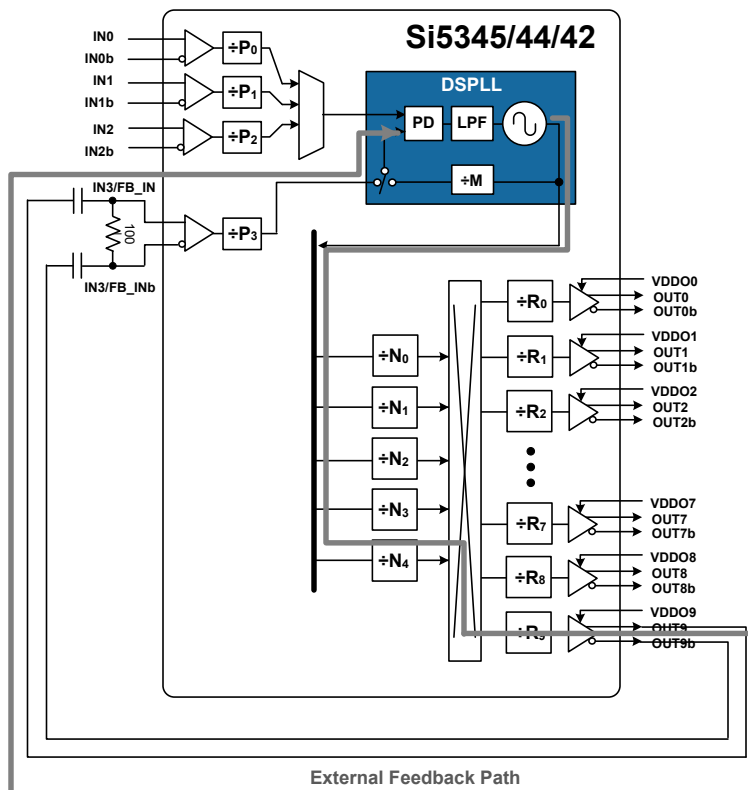 Si5345/44/42
IN0
IN0b
÷P0
IN1
IN1b
÷P1
IN2
IN2b
÷P2
DSPLL
PD
LPF
÷M
IN3/FB_IN
100
÷P3
IN3/FB_INb
÷N0
÷N1
÷N2
÷N3
÷N4
÷R0
VDDO0
OUT0
OUT0b
÷R1
VDDO1
OUT1
OUT1b
÷R2
VDDO2
OUT2
OUT2b
÷R7
VDDO7
OUT7
OUT7b
÷R8
VDDO8
OUT8
OUT8b
÷R9
VDDO9
OUT9
OUT9b
External Feedback Path